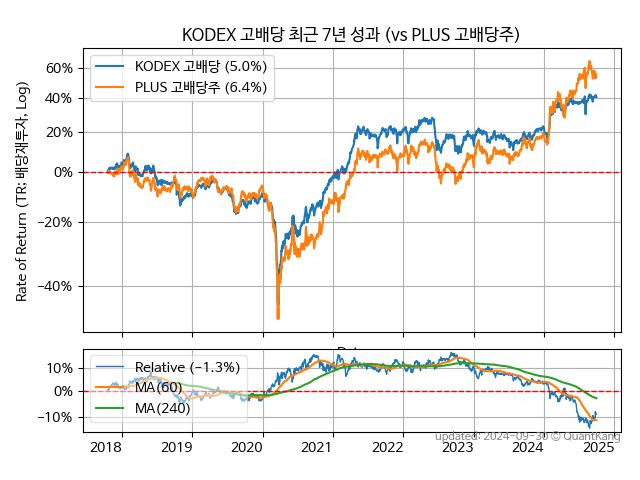 KODEX 고배당 최근 7년 성과 (vs PLUS 고배당주)
Rate of Return (TR: 배당재투자, Log)
KODEX 고배당 (5.0%)
PLUS 고배당주 (6.4%)
60%
40%
20%
0%
−20%
−40%
Relative (−1.3%)
MA(60)
MA(240)
10%
0%
−10%
updated: 2024-09-30 © QuantKang
2018
2019
2020
2021
2022
2023
2024
2025